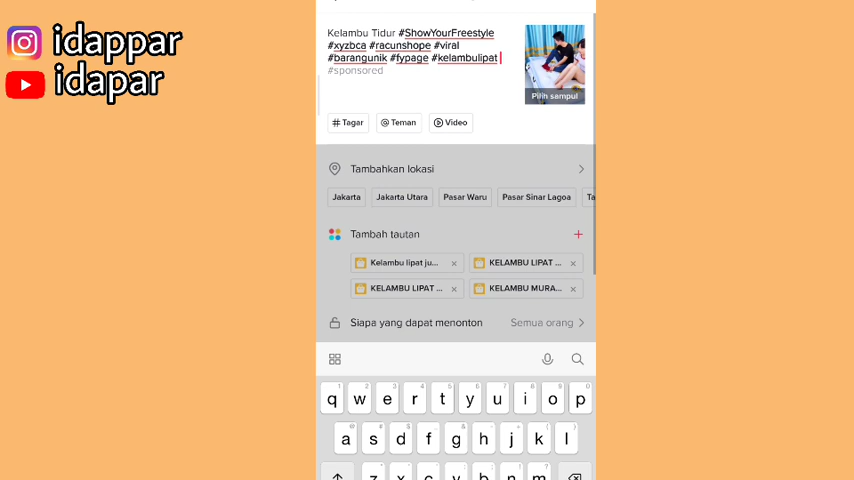 idappar
idapar
Kelambu Tidur #ShowYourFreestyle
#xyzbca #racunshope #viral
#barangunik #fypage #kelambulipat
#sponsored
Pilih sampul
# Tagar
@ Teman
Video
Tambahkan lokasi
Jakarta
Jakarta Utara
Pasar Waru
Pasar Sinar Lagoa
Ta
Tambah tautan
Kelambu lipat ju...
KELAMBU LIPAT ...
KELAMBU LIPAT ...
KELAMBU MURA...
Siapa yang dapat menonton
Semua orang
q w e r t y u i o p
a s d f g h j k l
z x c v b n m